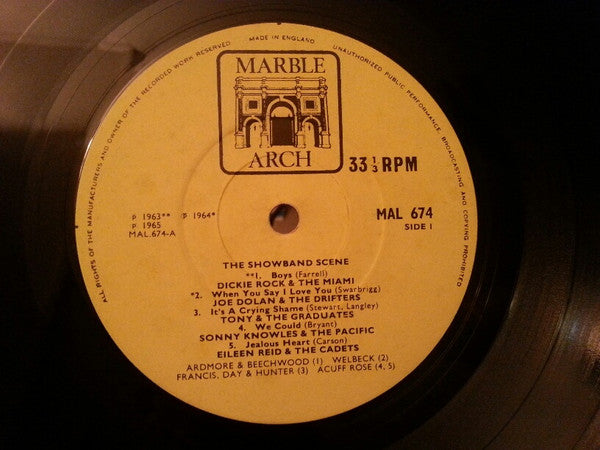 ALL RIGHTS OF THE MANUFACTURERS AND OWNER OF THE RECORDED WORK RESERVED
MADE IN ENGLAND
UNAUTHORIZED PUBLIC PERFORMANCE, BROADCASTING AND COPYING PROHIBITED
MARBLE
ARCH
33⅓ RPM
℗ 1963** ℗ 1964*
℗ 1965
MAL.674-A
MAL 674
SIDE 1
THE SHOWBAND SCENE
**1. Boys (Farrell)
DICKIE ROCK & THE MIAMI
*2. When You Say I Love You (Swarbrigg)
JOE DOLAN & THE DRIFTERS
3. It's A Crying Shame (Stewart, Langley)
TONY & THE GRADUATES
4. We Could (Bryant)
SONNY KNOWLES & THE PACIFIC
5. Jealous Heart (Carson)
EILEEN REID & THE CADETS
ARDMORE & BEECHWOOD (1) WELBECK (2)
FRANCIS, DAY & HUNTER (3) ACUFF ROSE (4, 5)